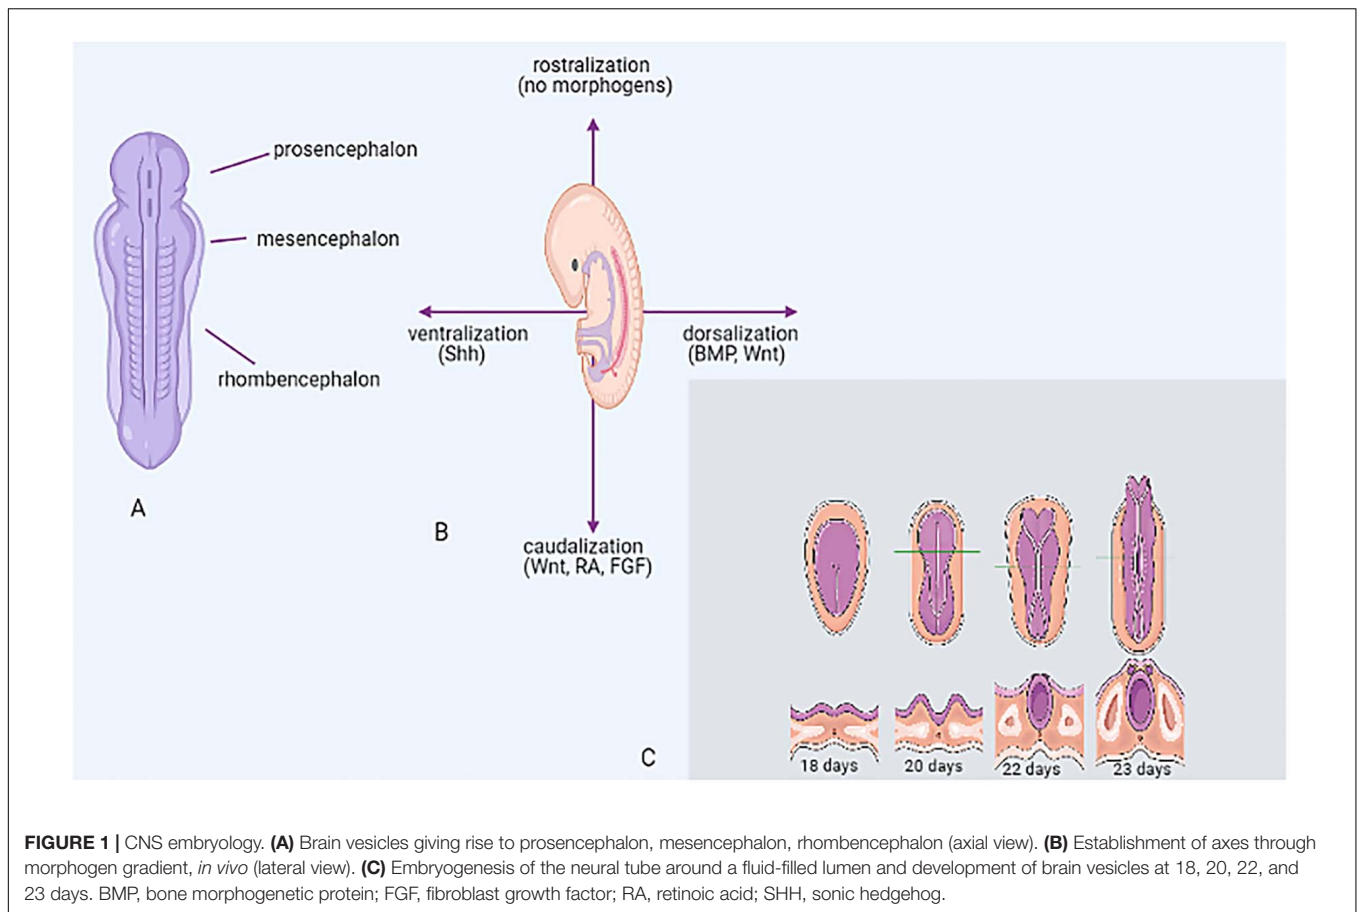 rostralization
(no morphogens)
prosencephalon
mesencephalon
rhombencephalon
ventralization
(Shh)
dorsalization
(BMP, Wnt)
caudalization
(Wnt, RA, FGF)
A
B
C
18 days
20 days
22 days
23 days
FIGURE 1 | CNS embryology. (A) Brain vesicles giving rise to prosencephalon, mesencephalon, rhombencephalon (axial view). (B) Establishment of axes through
morphogen gradient, in vivo (lateral view). (C) Embryogenesis of the neural tube around a fluid-filled lumen and development of brain vesicles at 18, 20, 22, and
23 days. BMP, bone morphogenetic protein; FGF, fibroblast growth factor; RA, retinoic acid; SHH, sonic hedgehog.